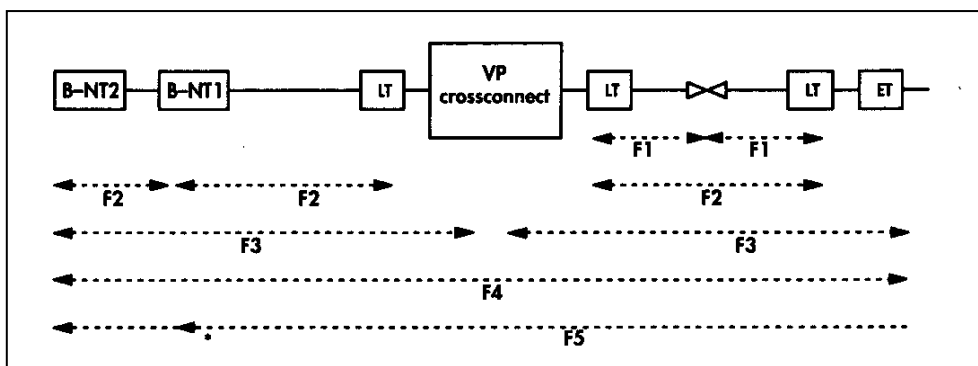 B–NT2 B–NT1 LT VP crossconnect LT LT ET
F1 F1
F2 F2 F2
F3 F3
F4
* F5